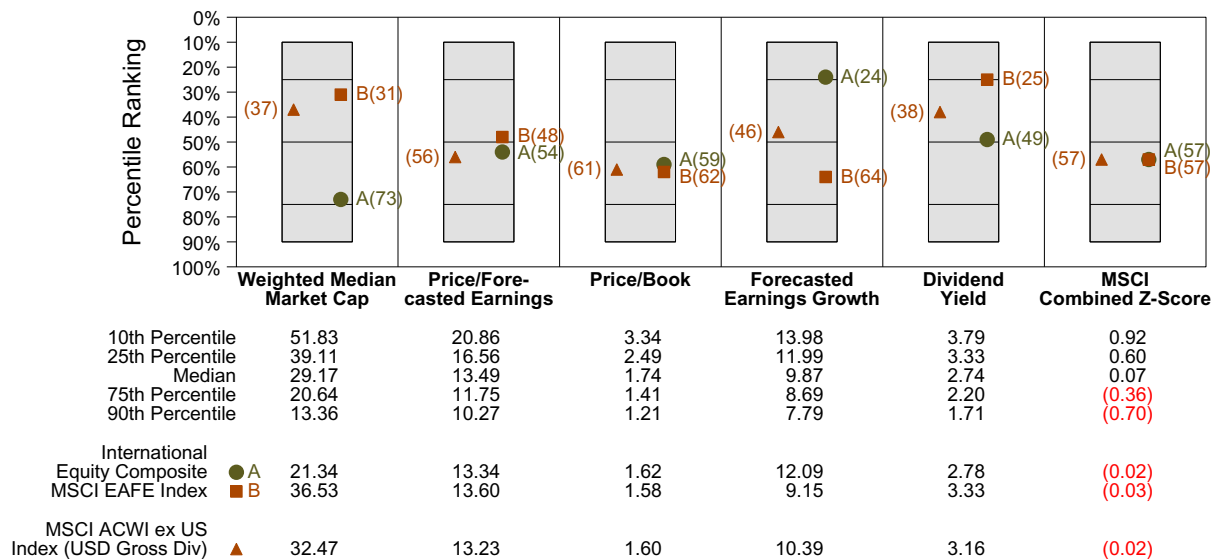 Percentile Ranking
0%
10%
20%
30%
40%
50%
60%
70%
80%
90%
100%
(37) B(31) A(73)
(56) B(48) A(54)
(61) A(59) B(62)
(46) A(24) B(64)
(38) B(25) A(49)
(57) A(57) B(57)
Weighted Median Price/Fore- Price/Book Forecasted Dividend MSCI
Market Cap casted Earnings Earnings Growth Yield Combined Z-Score
10th Percentile 51.83 20.86 3.34 13.98 3.79 0.92
25th Percentile 39.11 16.56 2.49 11.99 3.33 0.60
Median 29.17 13.49 1.74 9.87 2.74 0.07
75th Percentile 20.64 11.75 1.41 8.69 2.20 (0.36)
90th Percentile 13.36 10.27 1.21 7.79 1.71 (0.70)
International
Equity Composite A 21.34 13.34 1.62 12.09 2.78 (0.02)
MSCI EAFE Index B 36.53 13.60 1.58 9.15 3.33 (0.03)
MSCI ACWI ex US
Index (USD Gross Div) 32.47 13.23 1.60 10.39 3.16 (0.02)